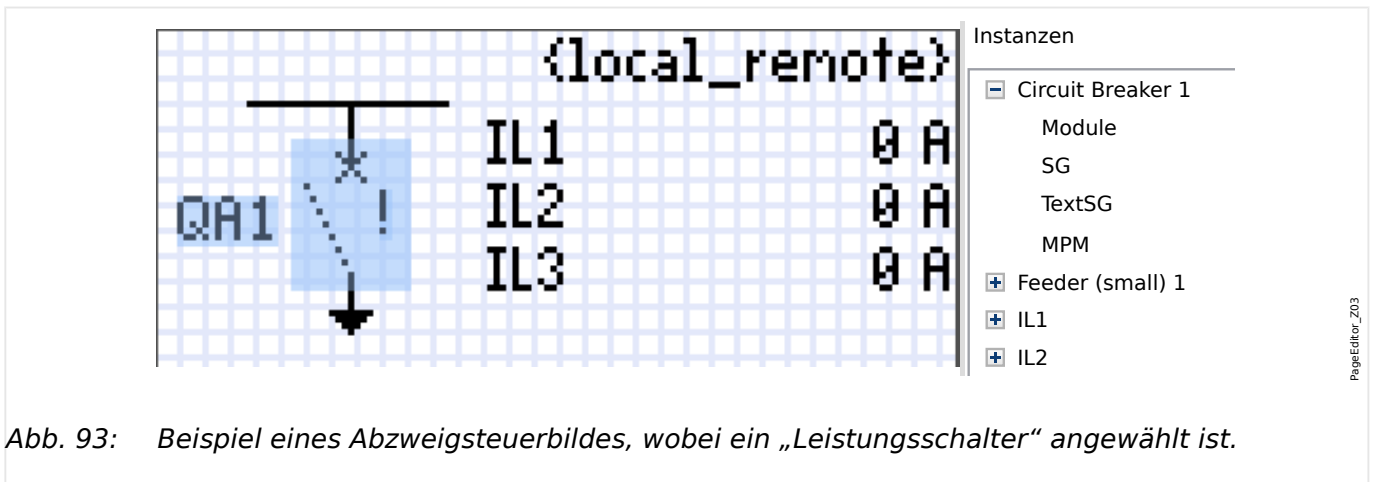 {local_remote}
IL1 0 A
QA1 ! IL2 0 A
IL3 0 A
Instanzen
Circuit Breaker 1
Module
SG
TextSG
MPM
Feeder (small) 1
IL1
IL2
PageEditor_Z03
Abb. 93: Beispiel eines Abzweigsteuerbildes, wobei ein „Leistungsschalter“ angewählt ist.